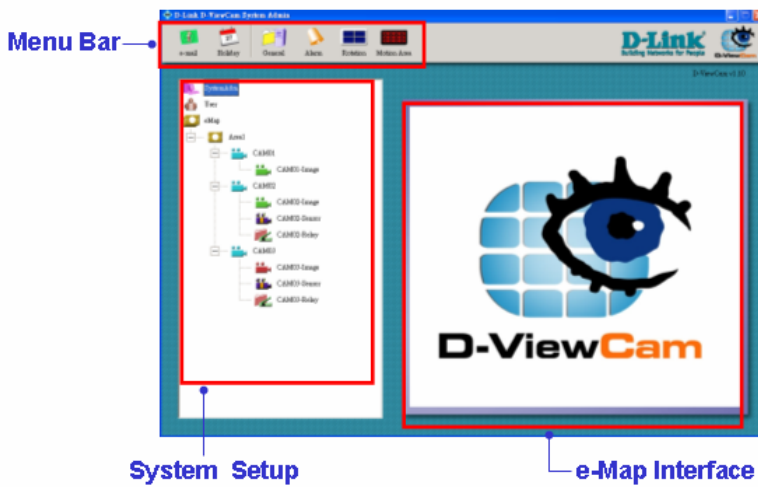 D-Link D-ViewCam System Admin
Menu Bar
e-mail Holiday General Alarm Rotation Motion Area
D-Link
Building Networks for People
D-ViewCam
D-ViewCam v1.10
SystemAdm
User
eMap
Area1
CAM01
CAM01-Image
CAM02
CAM02-Image
CAM02-Sensor
CAM02-Relay
CAM03
CAM03-Image
CAM03-Sensor
CAM03-Relay
D-ViewCam
System Setup
e-Map Interface